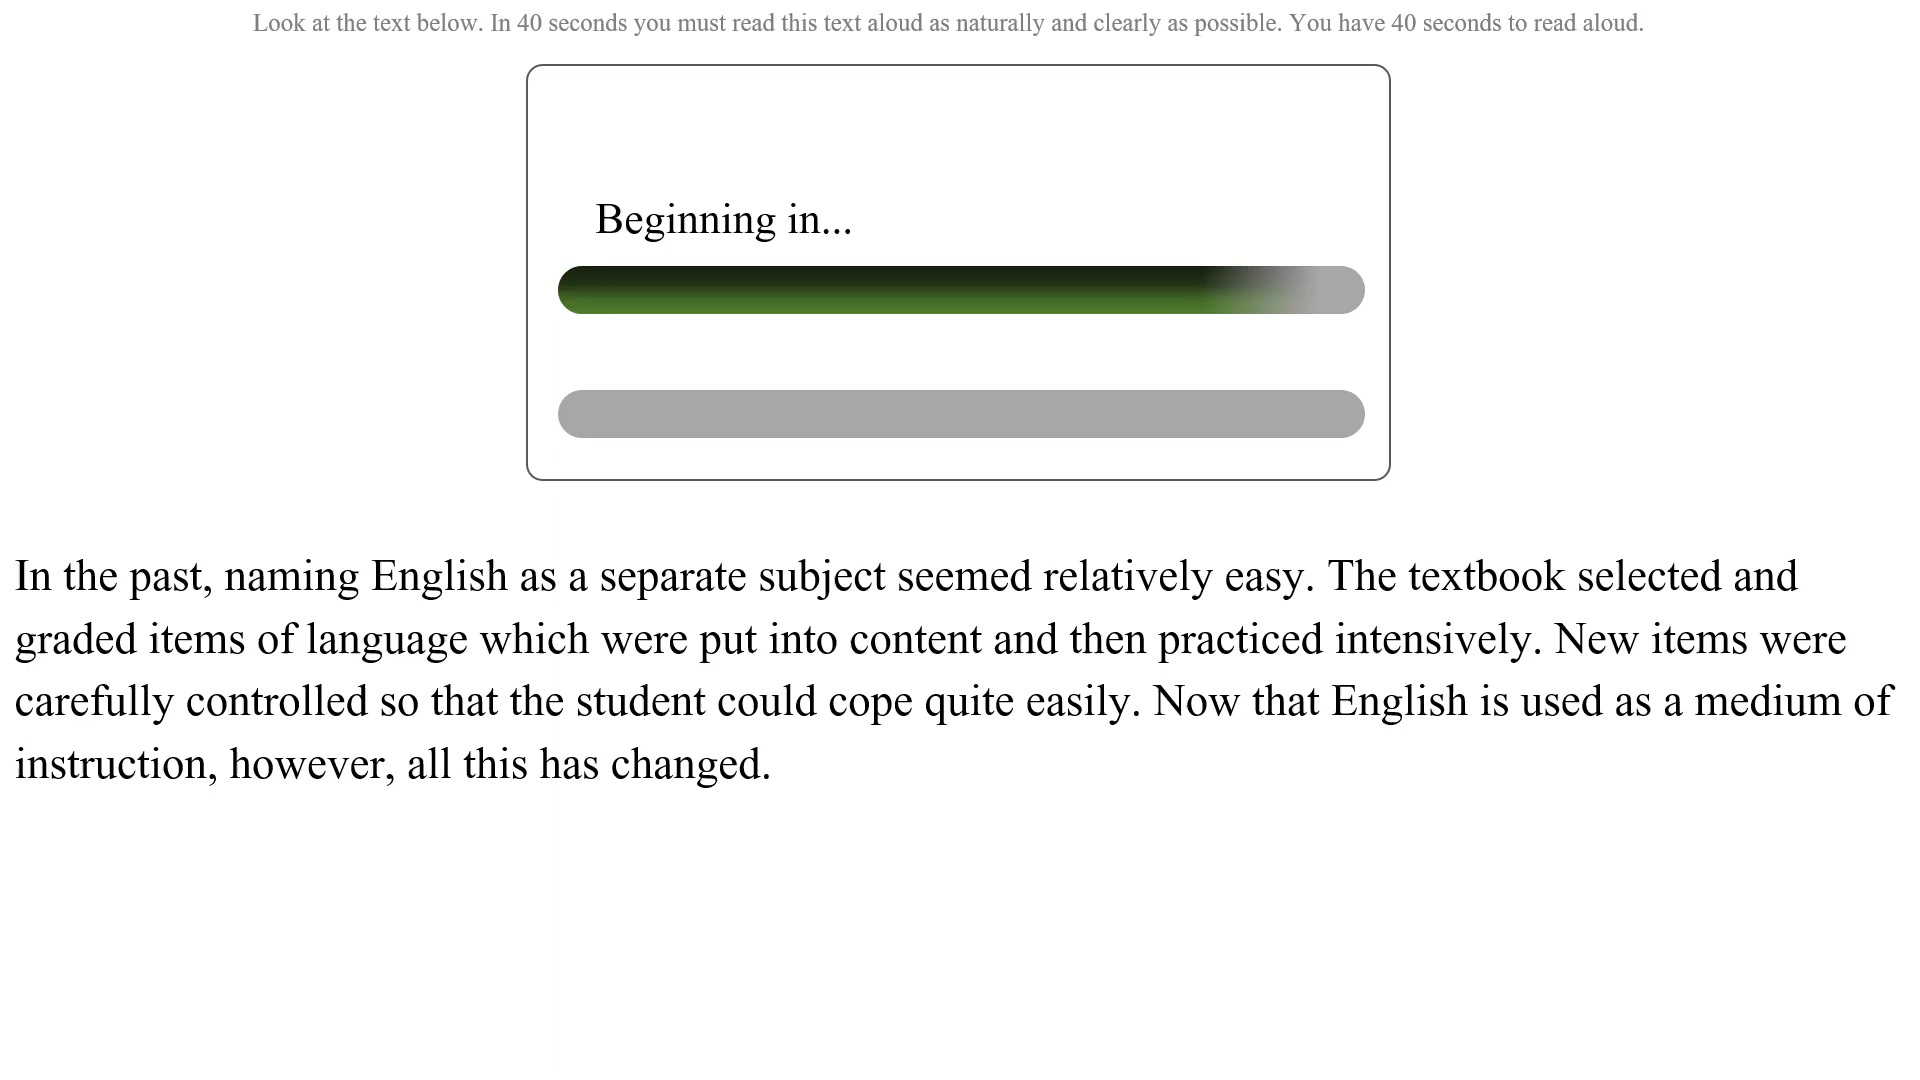 Look at the text below. In 40 seconds you must read this text aloud as naturally and clearly as possible. You have 40 seconds to read aloud.
Beginning in...
In the past, naming English as a separate subject seemed relatively easy. The textbook selected and
graded items of language which were put into content and then practiced intensively. New items were
carefully controlled so that the student could cope quite easily. Now that English is used as a medium of
instruction, however, all this has changed.